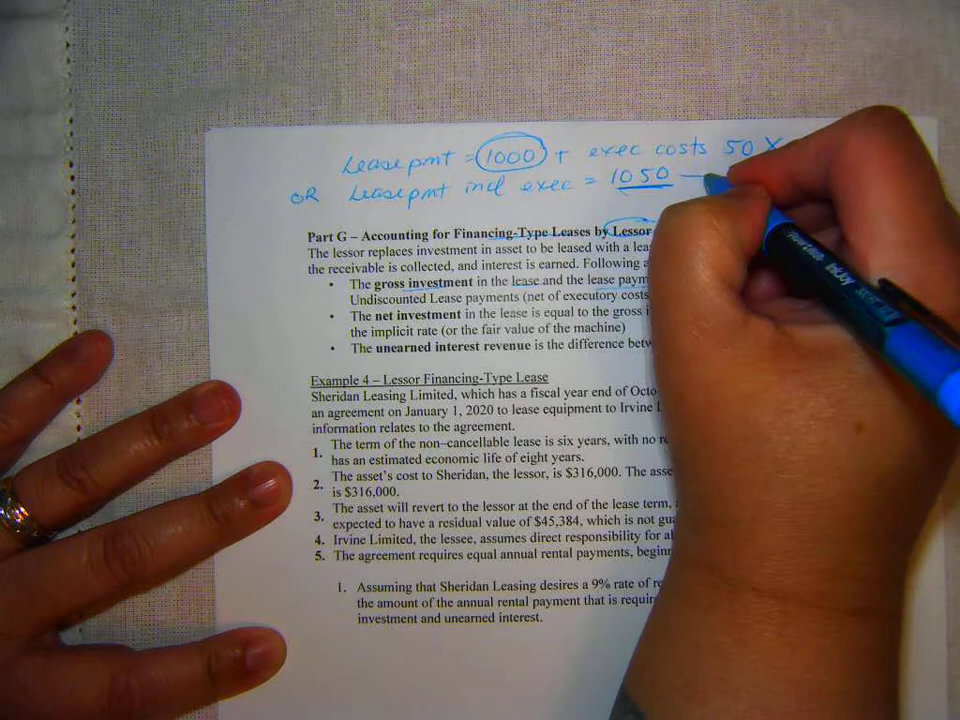 Lease pmt = 1000 + exec costs 50 X
OR Lease pmt incl exec = 1050 —
Part G – Accounting for Financing-Type Leases by Lessor
The lessor replaces investment in asset to be leased with a
the receivable is collected, and interest is earned. Following
• The gross investment in the lease and the lease
Undiscounted Lease payments (net of executory costs
• The net investment in the lease is equal to the gross
the implicit rate (or the fair value of the machine)
• The unearned interest revenue is the difference
Example 4 – Lessor Financing-Type Lease
Sheridan Leasing Limited, which has a fiscal year end of
an agreement on January 1, 2020 to lease equipment to Irvine
information relates to the agreement.
1. The term of the non–cancellable lease is six years, with no
has an estimated economic life of eight years.
2. The asset's cost to Sheridan, the lessor, is $316,000. The
is $316,000.
3. The asset will revert to the lessor at the end of the lease term,
expected to have a residual value of $45,384, which is not
4. Irvine Limited, the lessee, assumes direct responsibility for
5. The agreement requires equal annual rental payments,
1. Assuming that Sheridan Leasing desires a 9% rate of
the amount of the annual rental payment that is
investment and unearned interest.